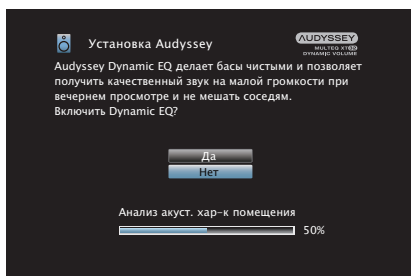 Установка Audyssey
AUDYSSEY
MULTEQ XT32
DYNAMIC VOLUME
Audyssey Dynamic EQ делает басы чистыми и позволяет
получить качественный звук на малой громкости при
вечернем просмотре и не мешать соседям.
Включить Dynamic EQ?
Да
Нет
Анализ акуст. хар-к помещения
50%